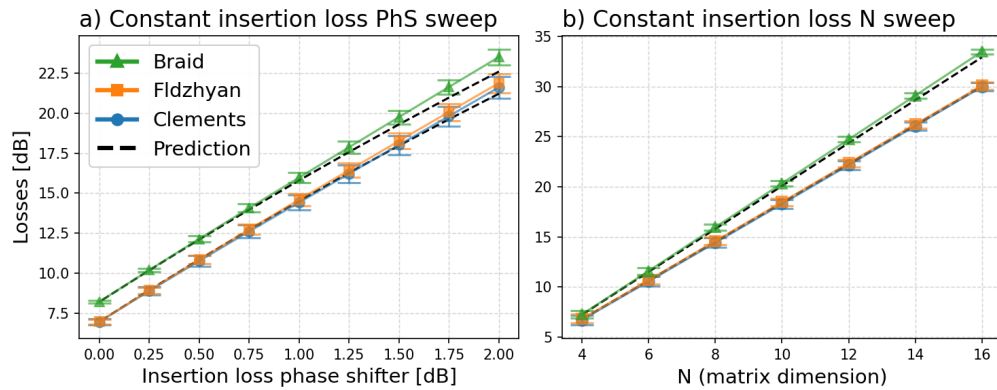 a) Constant insertion loss PhS sweep
Losses [dB]
22.5
20.0
17.5
15.0
12.5
10.0
7.5
Braid
Fldzhyan
Clements
Prediction
0.00 0.25 0.50 0.75 1.00 1.25 1.50 1.75 2.00
Insertion loss phase shifter [dB]
b) Constant insertion loss N sweep
35
30
25
20
15
10
5
4 6 8 10 12 14 16
N (matrix dimension)